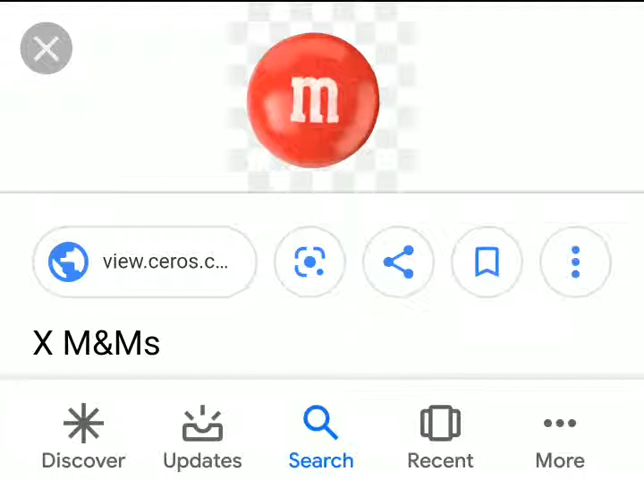 m
view.ceros.c...
X M&Ms
Discover
Updates
Search
Recent
More